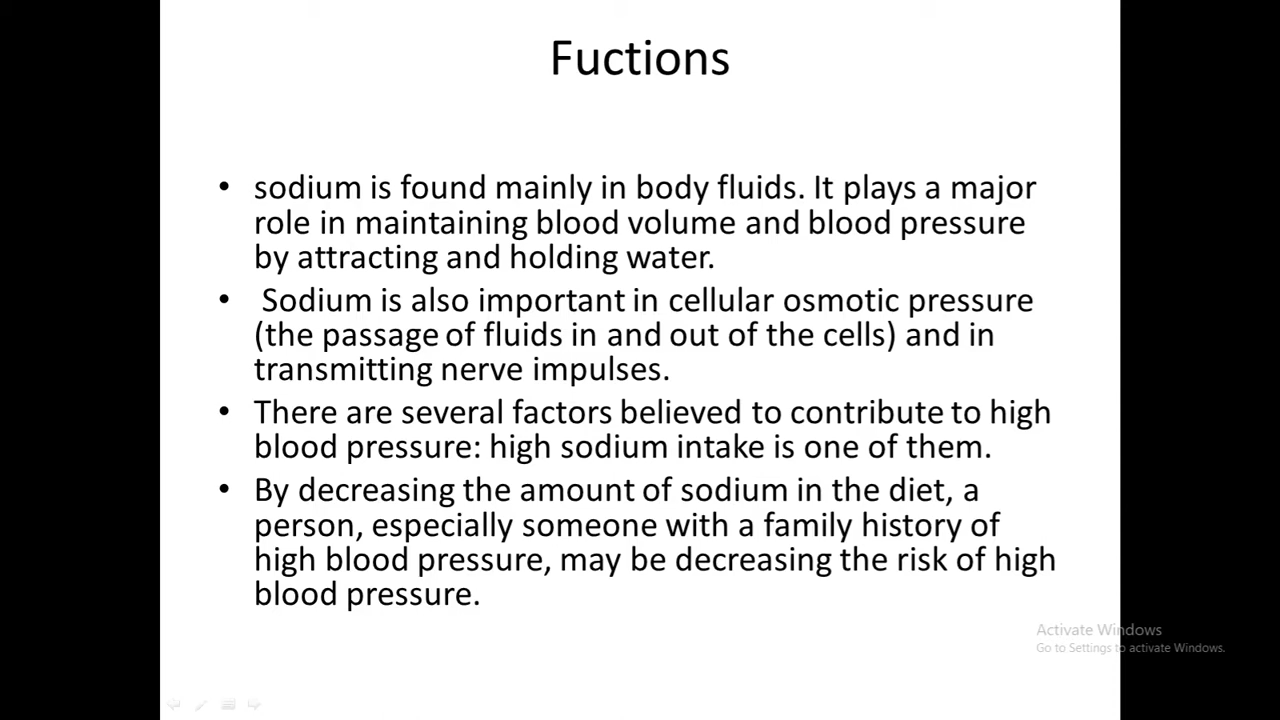 Fuctions
• sodium is found mainly in body fluids. It plays a major
role in maintaining blood volume and blood pressure
by attracting and holding water.
• Sodium is also important in cellular osmotic pressure
(the passage of fluids in and out of the cells) and in
transmitting nerve impulses.
• There are several factors believed to contribute to high
blood pressure: high sodium intake is one of them.
• By decreasing the amount of sodium in the diet, a
person, especially someone with a family history of
high blood pressure, may be decreasing the risk of high
blood pressure.
Activate Windows
Go to Settings to activate Windows.